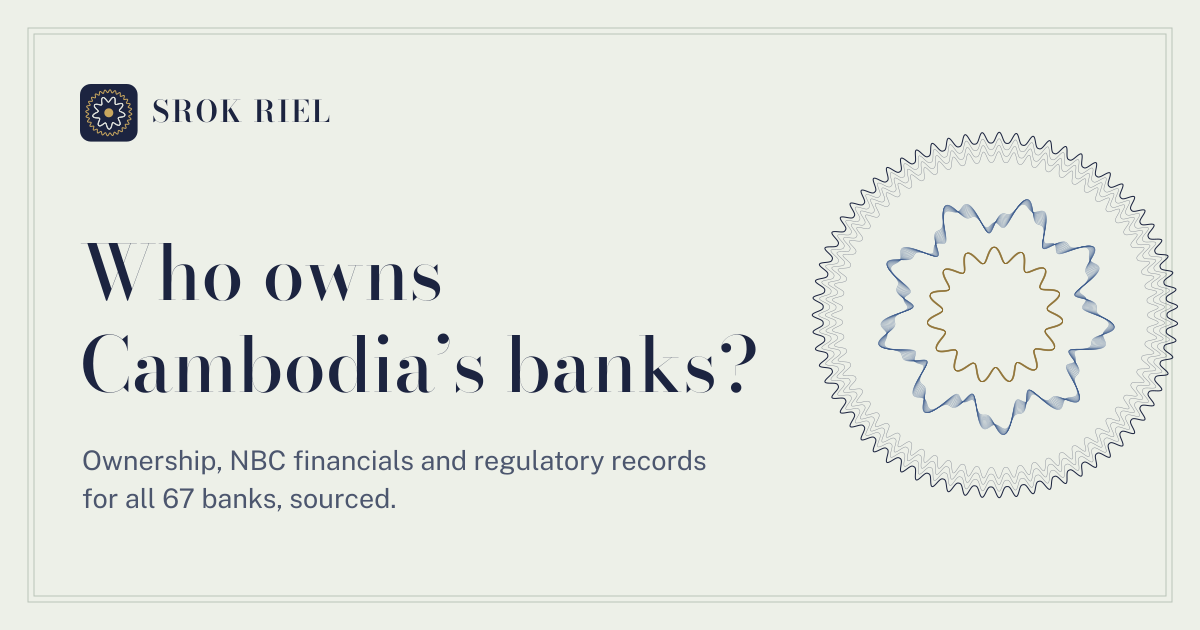 SROK RIEL
Who owns
Cambodia’s banks?
Ownership, NBC financials and regulatory records
for all 67 banks, sourced.